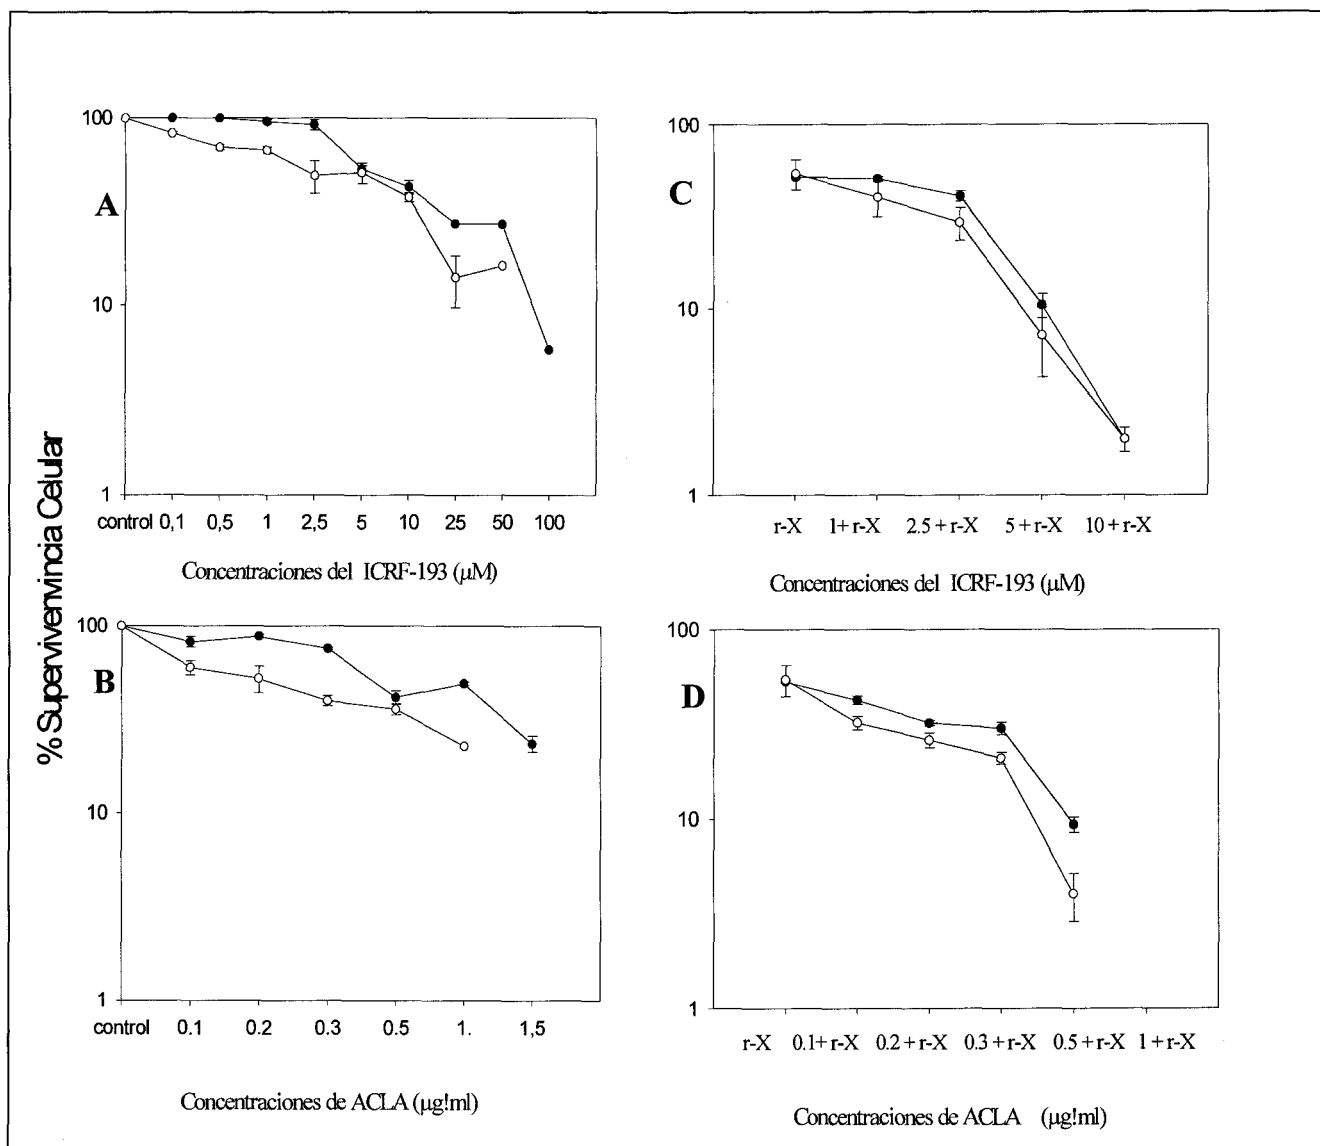 % Supervivenvincia Celular
A
100
10
1
control 0,1 0,5 1 2,5 5 10 25 50 100
Concentraciones del ICRF-193 (µM)
C
100
10
1
r-X 1+ r-X 2.5 + r-X 5 + r-X 10 + r-X
Concentraciones del ICRF-193 (µM)
B
100
10
1
control 0.1 0.2 0.3 0.5 1. 1,5
Concentraciones de ACLA (µg!ml)
D
100
10
1
r-X 0.1 + r-X 0.2 + r-X 0.3 + r-X 0.5 + r-X 1 + r-X
Concentraciones de ACLA (µg!ml)